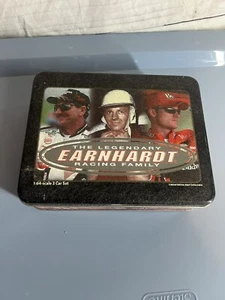 THE LEGENDARY
EARNHARDT
RACING FAMILY
1:64-scale 3 Car Set